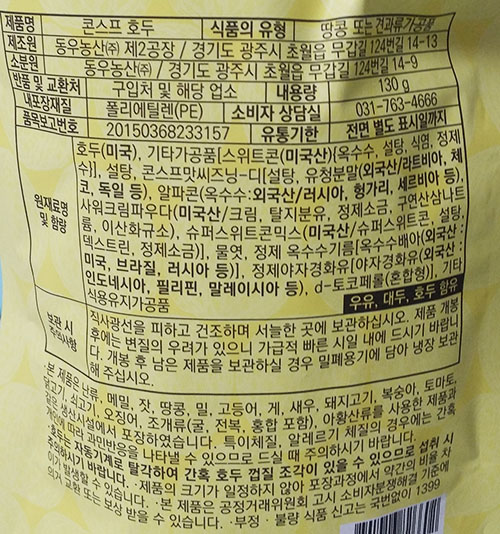 제품명 콘스프 호두 식품의 유형 땅콩 또는 견과류가공품
제조원 동우농산㈜ 제2공장 / 경기도 광주시 초월읍 무갑길 124번길 14-13
소분원 동우농산㈜ / 경기도 광주시 초월읍 무갑길 124번길 14-9
반품 및 교환처 구입처 및 해당 업소 내용량 130 g
내포장재질 폴리에틸렌(PE) 소비자 상담실 031-763-4666
품목보고번호 20150368233157 유통기한 전면 별도 표시일까지
원재료명 및 함량
호두(미국), 기타가공품[스위트콘(미국산)(옥수수, 설탕, 식염, 정제
수)], 설탕, 콘스프맛씨즈닝-디[설탕, 유청분말(외국산/라트비아, 체
코, 독일 등), 알파콘(옥수수:외국산/러시아, 헝가리, 세르비아 등),
사워크림파우다(미국산/크림, 탈지분유, 정제소금, 구연산삼나트
륨, 이산화규소), 슈퍼스위트콘믹스(미국산/슈퍼스위트콘, 설탕,
덱스트린, 정제소금)], 물엿, 정제 옥수수기름[옥수수배아(외국산 :
미국, 브라질, 러시아 등)], 정제야자경화유[야자경화유(외국산 :
인도네시아, 필리핀, 말레이시아 등), d-토코페롤(혼합형)], 기타
식용유지가공품 우유, 대두, 호두 함유
보관 시 주의사항
직사광선을 피하고 건조하며 서늘한 곳에 보관하십시오. 제품 개봉
후에는 변질의 우려가 있으니 가급적 빠른 시일 내에 드시기 바랍니
다. 개봉 후 남은 제품을 보관하실 경우 밀폐용기에 담아 냉장 보관
해 주십시오.
·본 제품은 난류, 메밀, 잣, 땅콩, 밀, 고등어, 게, 새우, 돼지고기, 복숭아, 토마토,
닭고기, 쇠고기, 오징어, 조개류(굴, 전복, 홍합 포함), 아황산류를 사용한 제품과
같은 생산시설에서 포장하였습니다. 특이체질, 알레르기 체질의 경우에는 간혹
체질에 따라 과민반응을 나타낼 수 있으므로 드실 때 주의하시기 바랍니다.
·호두는 자동기계로 탈각하여 간혹 호두 껍질 조각이 있을 수 있으므로 섭취 시
주의하시기 바랍니다. ·제품의 크기가 일정하지 않아 포장과정에서 약간의 비율 차
이가 발생할 수 있습니다. ·본 제품은 공정거래위원회 고시 소비자분쟁해결 기준에
의거 교환 또는 보상 받을 수 있습니다. ·부정 · 불량 식품 신고는 국번없이 1399